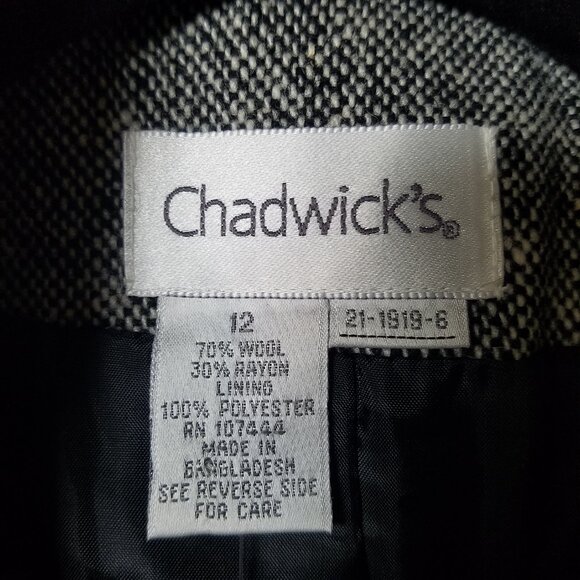 Chadwick's®
12
21-1919-6
70% WOOL
30% RAYON
LINING
100% POLYESTER
RN 107444
MADE IN
BANGLADESH
SEE REVERSE SIDE
FOR CARE